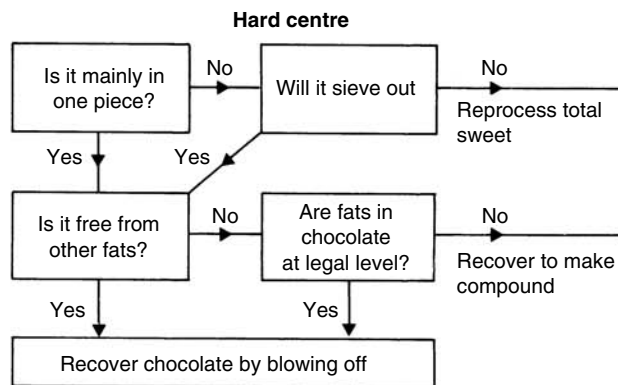 Hard centre
Is it mainly in
one piece?
No
Will it sieve out
No
Reprocess total
sweet
Yes
Yes
Is it free from
other fats?
No
Are fats in
chocolate
at legal level?
No
Recover to make
compound
Yes
Yes
Recover chocolate by blowing off